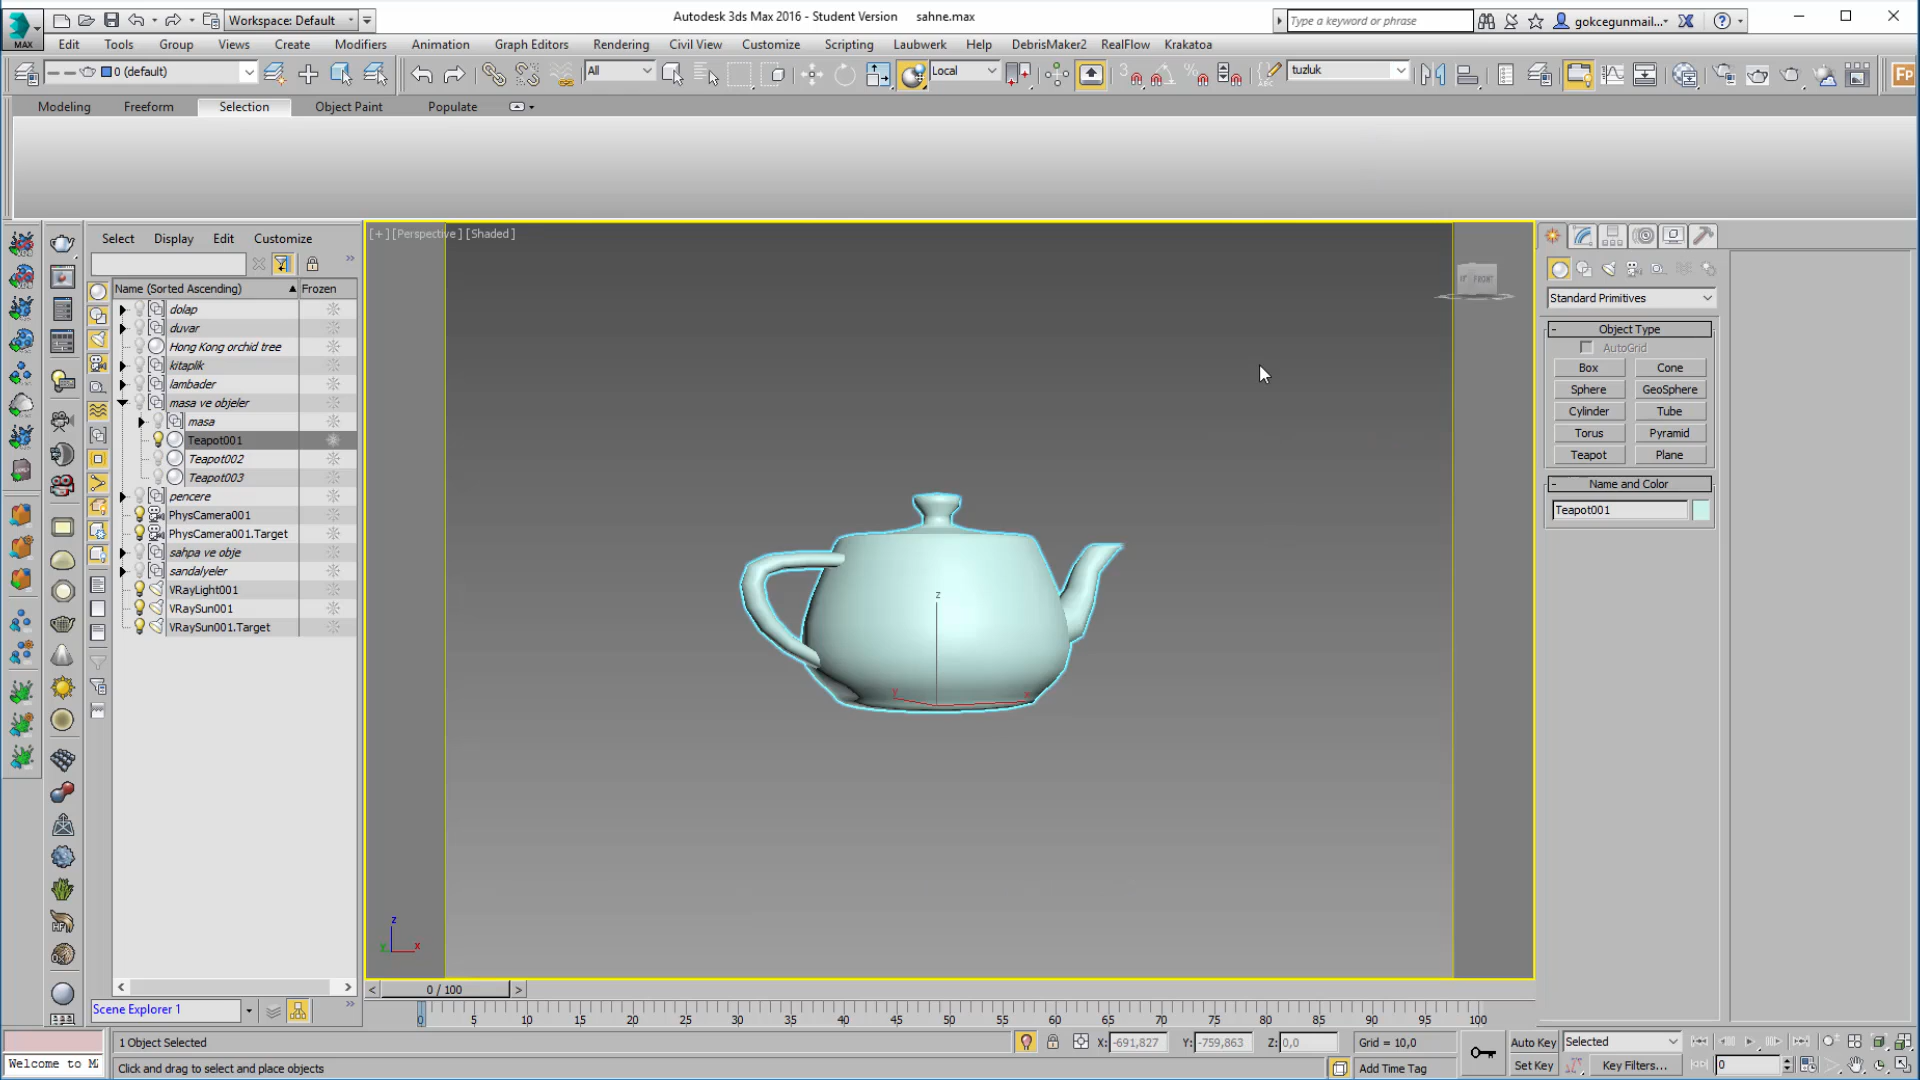 Workspace: Default
Autodesk 3ds Max 2016 - Student Version    sahne.max
Type a keyword or phrase
gokcegunmail...
MAX
Edit Tools Group Views Create Modifiers Animation Graph Editors Rendering Civil View Customize Scripting Laubwerk Help DebrisMaker2 RealFlow Krakatoa
0 (default)
All
Local
tuzluk
Modeling Freeform Selection Object Paint Populate
Select Display Edit Customize
[+] [Perspective ] [Shaded ]
FRONT
Name (Sorted Ascending) Frozen
dolap
duvar
Hong Kong orchid tree
kitaplik
lambader
masa ve objeler
masa
Teapot001
Teapot002
Teapot003
pencere
PhysCamera001
PhysCamera001.Target
sahpa ve obje
sandalyeler
VRayLight001
VRaySun001
VRaySun001.Target
Standard Primitives
Object Type
AutoGrid
Box Cone
Sphere GeoSphere
Cylinder Tube
Torus Pyramid
Teapot Plane
Name and Color
Teapot001
z
y x
z
y x
0 / 100
Scene Explorer 1
0 5 10 15 20 25 30 35 40 45 50 55 60 65 70 75 80 85 90 95 100
1 Object Selected
X: -691,827 Y: -759,863 Z: 0,0 Grid = 10,0
Auto Key Selected
Welcome to M
Click and drag to select and place objects
Add Time Tag
Set Key Key Filters...
0